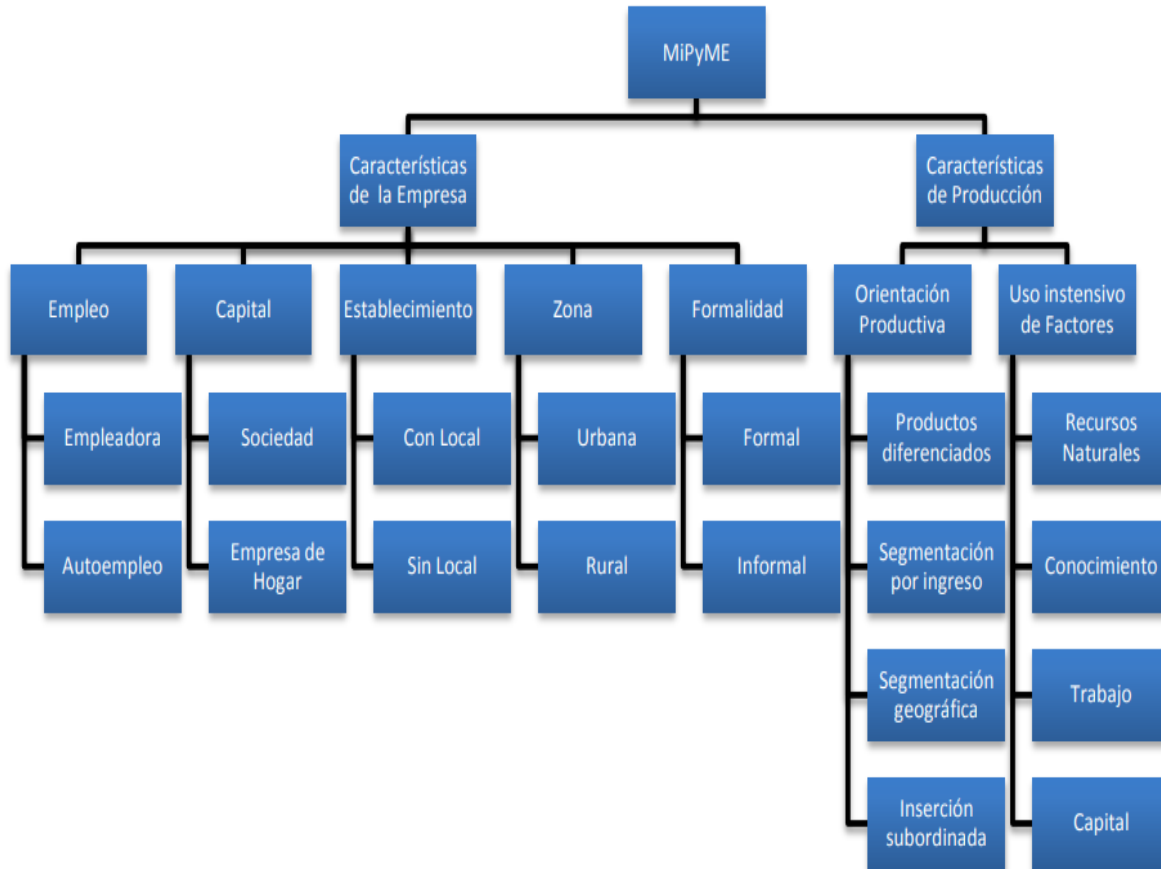 MiPyME
Características
de la Empresa
Características
de Producción
Empleo
Capital
Establecimiento
Zona
Formalidad
Orientación
Productiva
Uso instensivo
de Factores
Empleadora
Sociedad
Con Local
Urbana
Formal
Productos
diferenciados
Recursos
Naturales
Autoempleo
Empresa de
Hogar
Sin Local
Rural
Informal
Segmentación
por ingreso
Conocimiento
Segmentación
geográfica
Trabajo
Inserción
subordinada
Capital